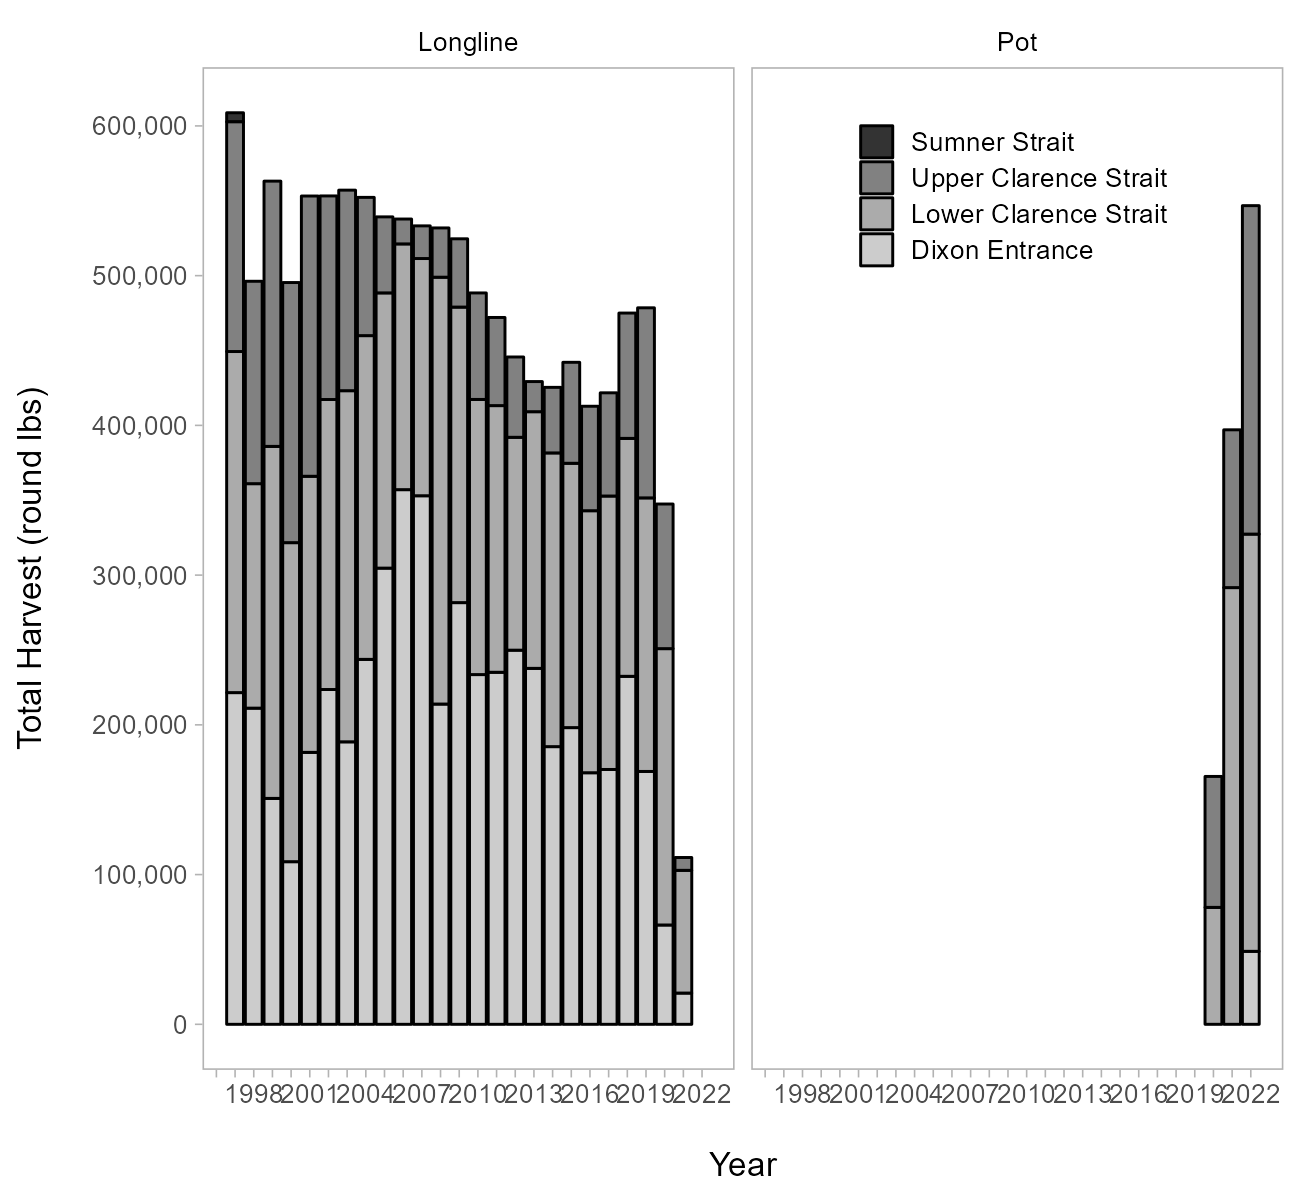 Longline
Pot
Total Harvest (round lbs)
600,000
500,000
400,000
300,000
200,000
100,000
0
Sumner Strait
Upper Clarence Strait
Lower Clarence Strait
Dixon Entrance
1998 2001 2004 2007 2010 2013 2016 2019 2022
1998 2001 2004 2007 2010 2013 2016 2019 2022
Year